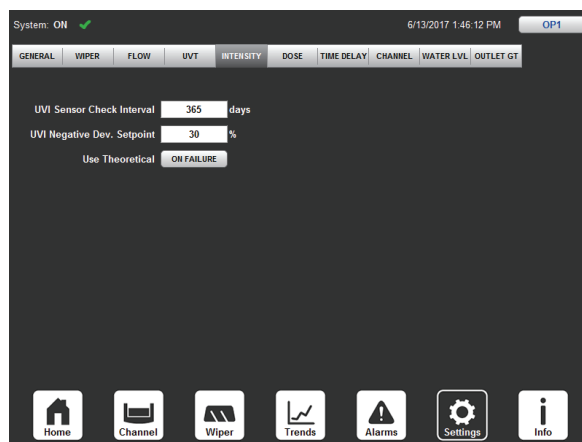 System: ON 6/13/2017 1:46:12 PM OP1
GENERAL WIPER FLOW UVT INTENSITY DOSE TIME DELAY CHANNEL WATER LVL OUTLET GT
UVI Sensor Check Interval 365 days
UVI Negative Dev. Setpoint 30 %
Use Theoretical ON FAILURE
Home Channel Wiper Trends Alarms Settings Info